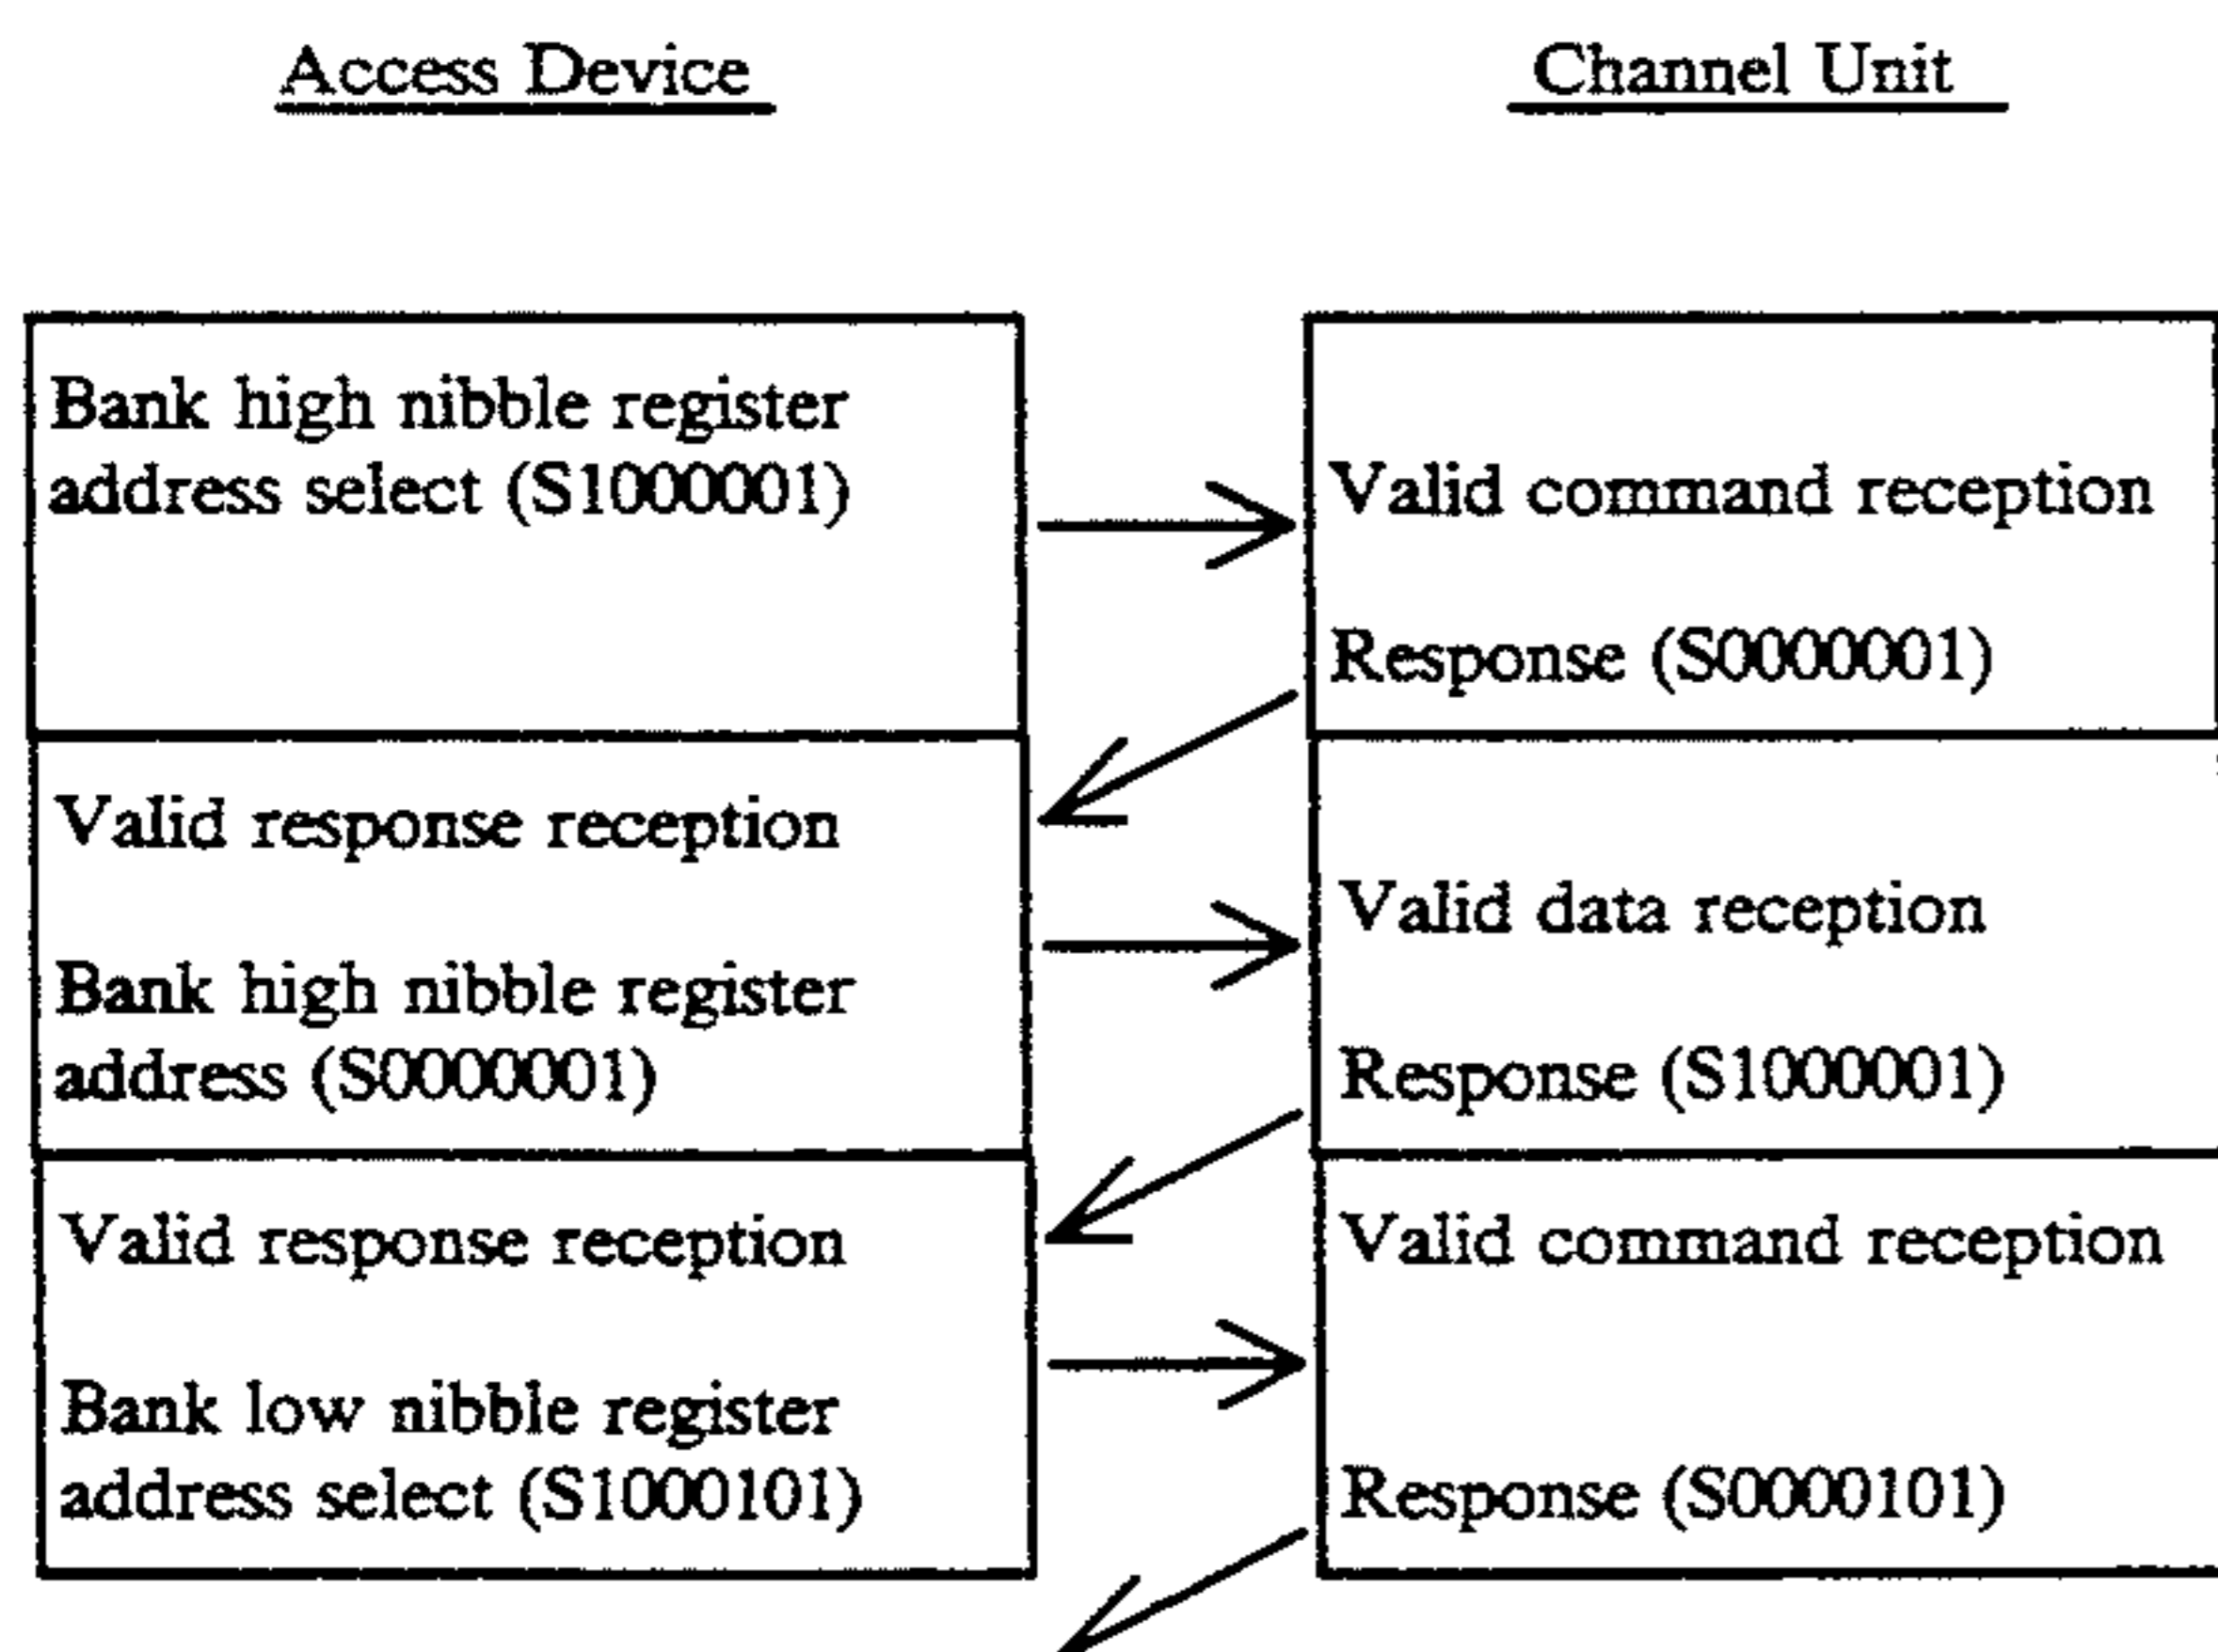 Access Device
Channel Unit
Bank high nibble register
address select (S1000001)
Valid command reception
Response (S0000001)
Valid response reception
Bank high nibble register
address (S0000001)
Valid data reception
Response (S1000001)
Valid response reception
Bank low nibble register
address select (S1000101)
Valid command reception
Response (S0000101)